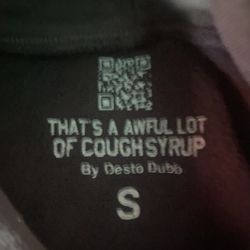 THAT'S A AWFUL LOT
OF COUGH SYRUP
By Desto Dubb
S